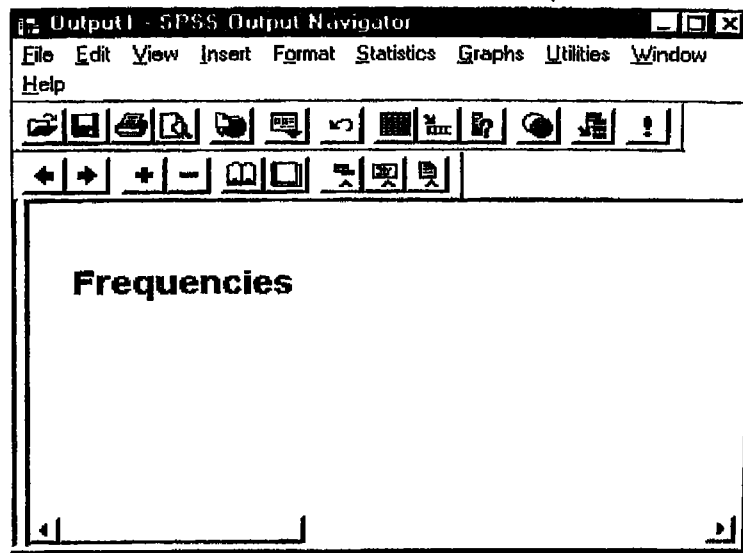 Output1 - SPSS Output Navigator
File Edit View Insert Format Statistics Graphs Utilities Window
Help
Frequencies